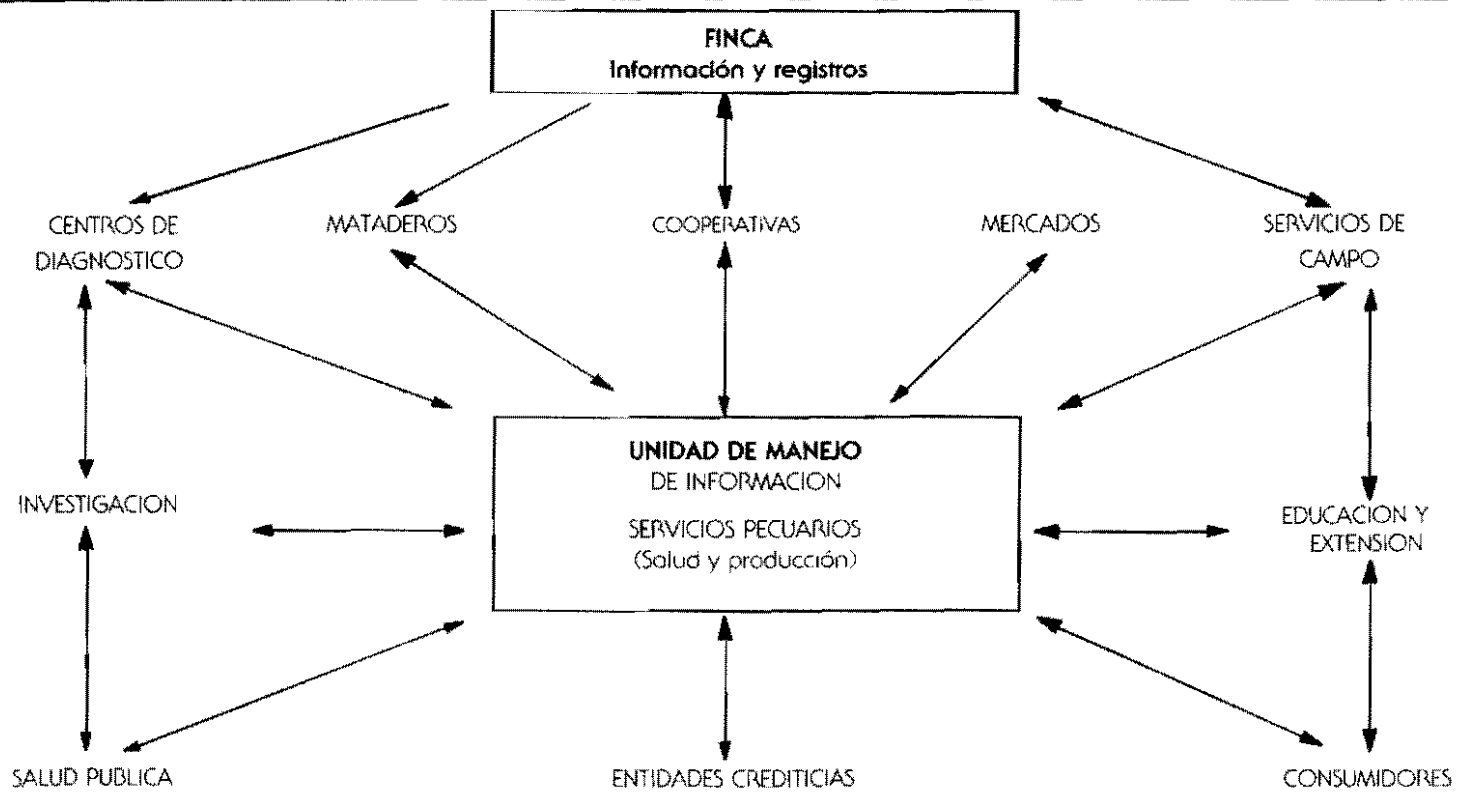 FINCA
Información y registros
CENTROS DE
DIAGNOSTICO
MATADEROS
COOPERATIVAS
MERCADOS
SERVICIOS DE
CAMPO
UNIDAD DE MANEJO
DE INFORMACION
SERVICIOS PECUARIOS
(Salud y producción)
INVESTIGACION
EDUCACION Y
EXTENSION
SALUD PUBLICA
ENTIDADES CREDITICIAS
CONSUMIDORES